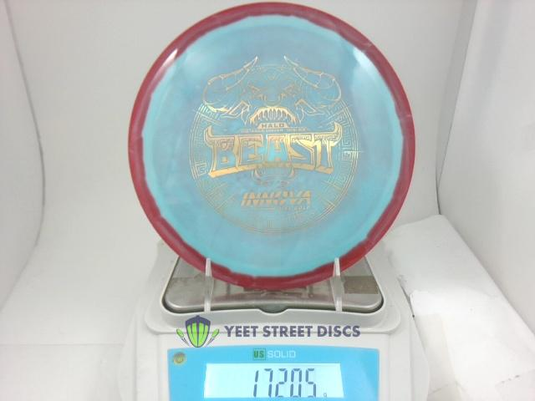 HALO
BEAST
INNOVA
YEET STREET DISCS
US SOLID
172.05 g